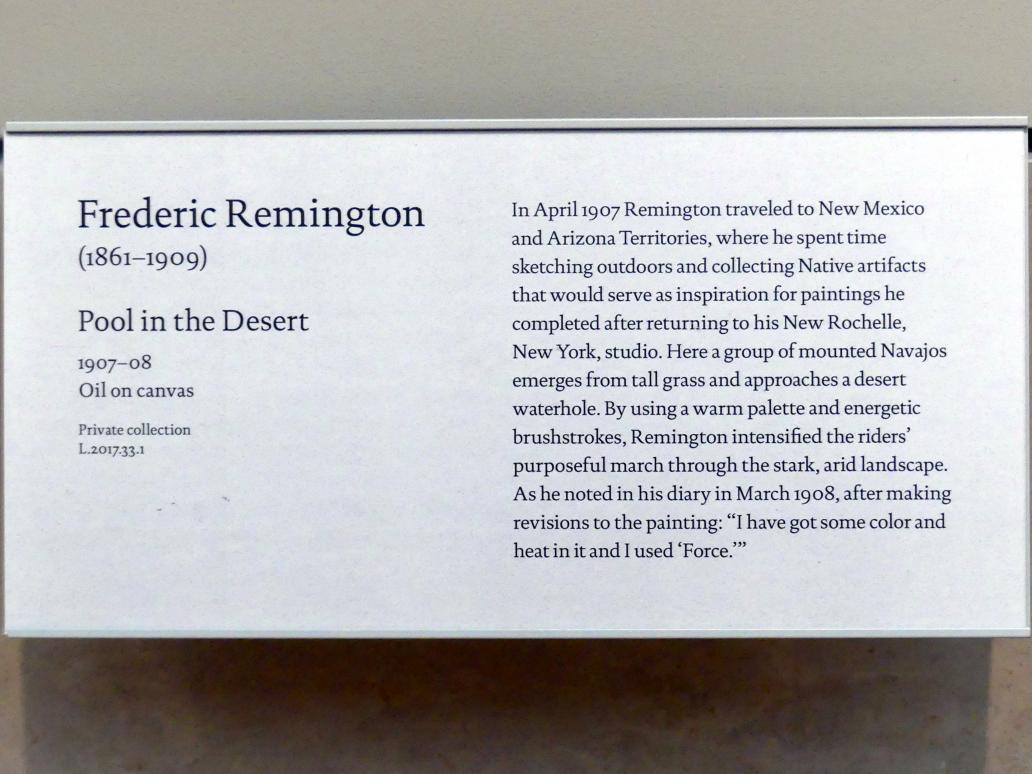 Frederic Remington
(1861–1909)
Pool in the Desert
1907–08
Oil on canvas
Private collection
L.2017.33.1
In April 1907 Remington traveled to New Mexico
and Arizona Territories, where he spent time
sketching outdoors and collecting Native artifacts
that would serve as inspiration for paintings he
completed after returning to his New Rochelle,
New York, studio. Here a group of mounted Navajos
emerges from tall grass and approaches a desert
waterhole. By using a warm palette and energetic
brushstrokes, Remington intensified the riders’
purposeful march through the stark, arid landscape.
As he noted in his diary in March 1908, after making
revisions to the painting: “I have got some color and
heat in it and I used ‘Force.’”